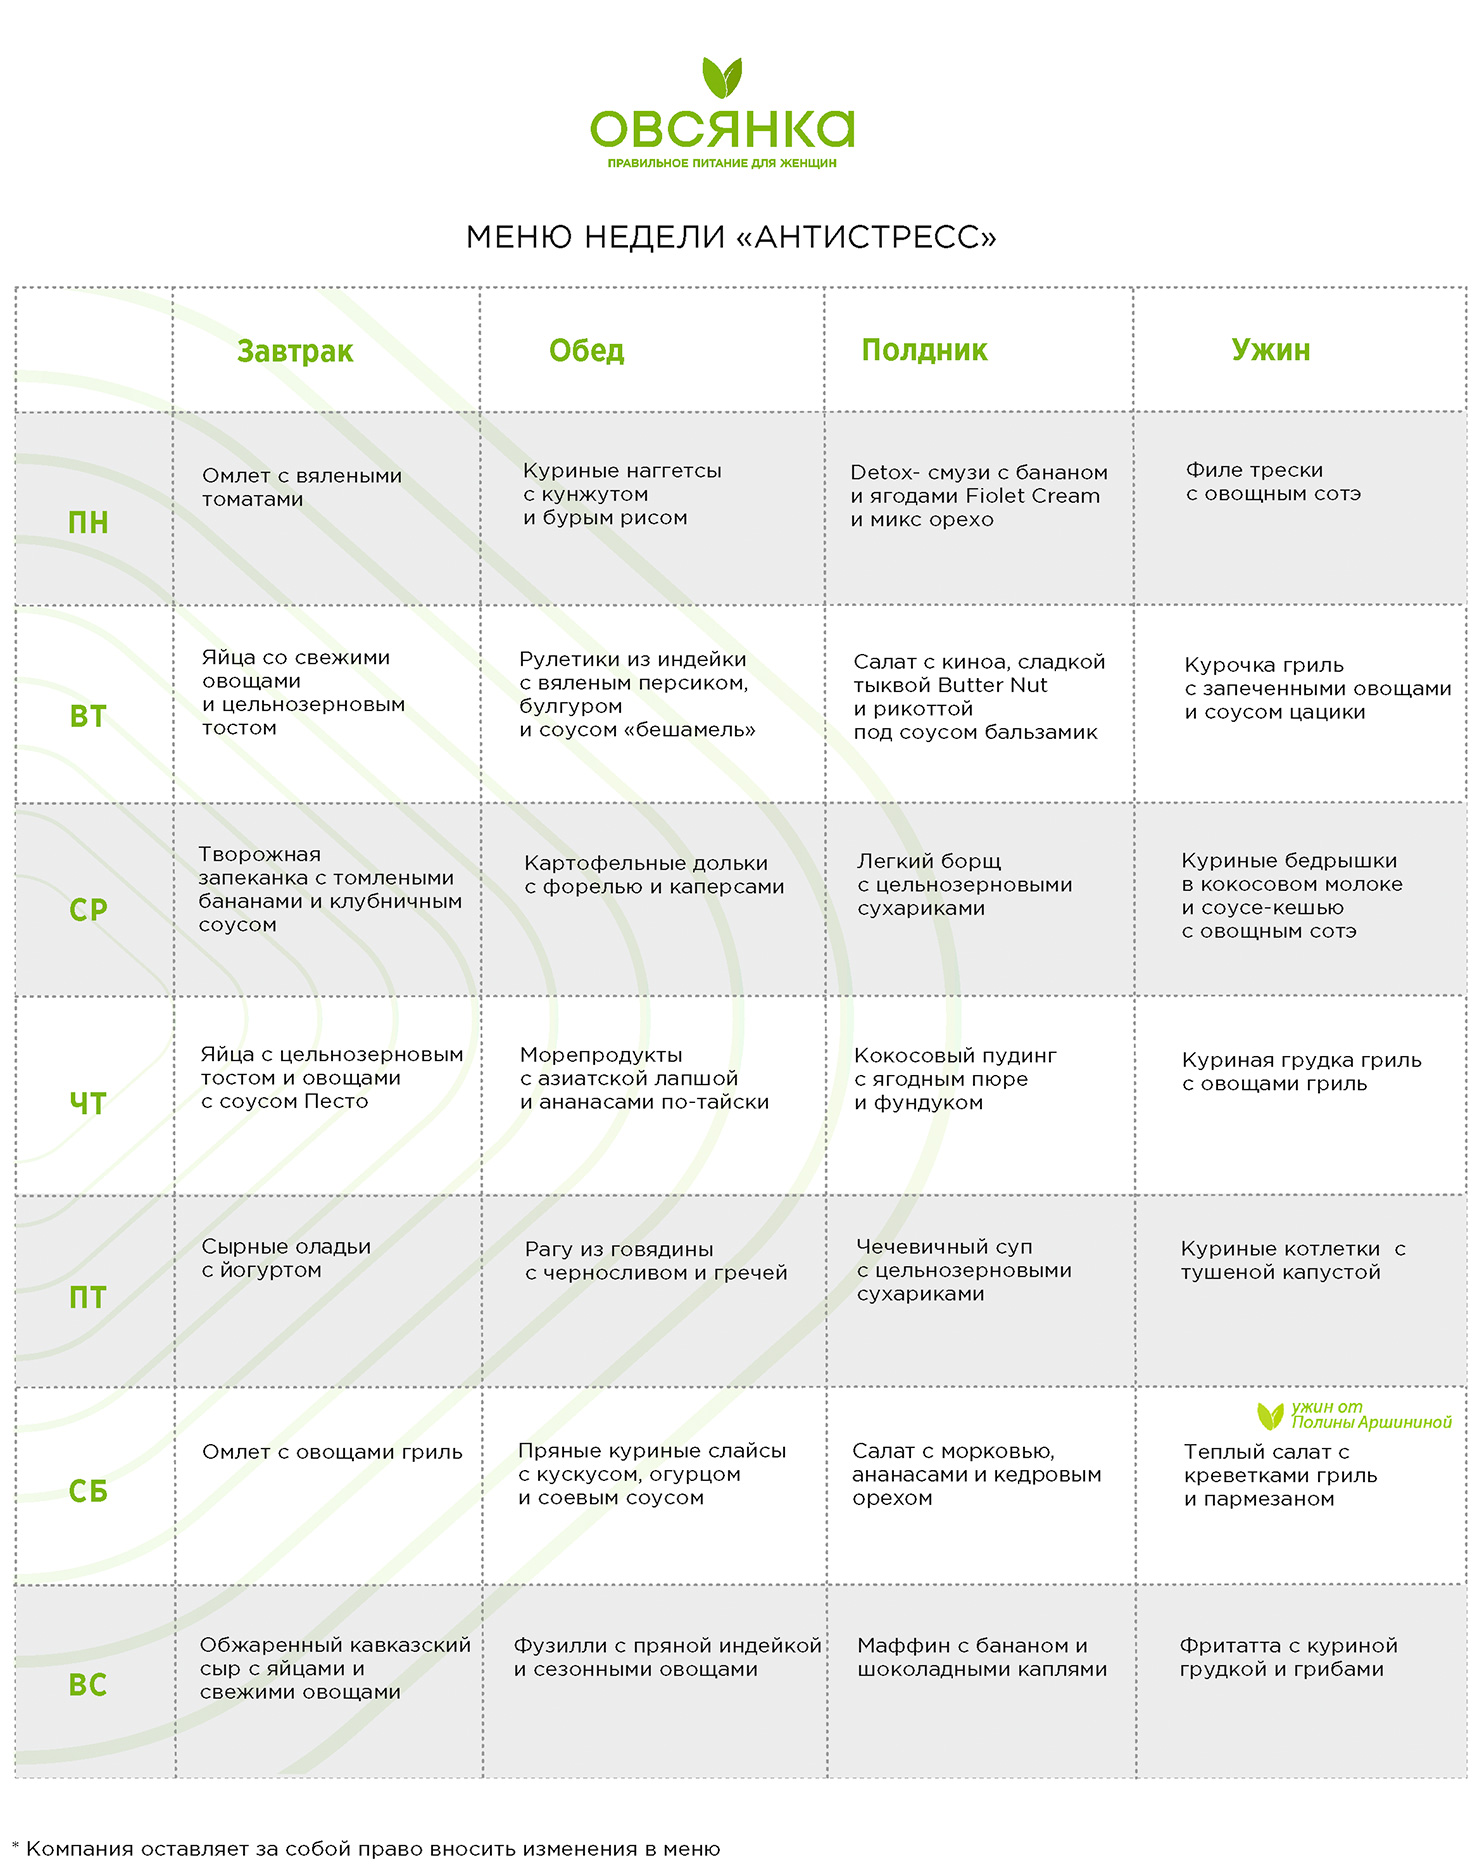 ОВСЯНКА
ПРАВИЛЬНОЕ ПИТАНИЕ ДЛЯ ЖЕНЩИН
МЕНЮ НЕДЕЛИ «АНТИСТРЕСС»
Завтрак
Обед
Полдник
Ужин
ПН
Омлет с вялеными
томатами
Куриные наггетсы
с кунжутом
и бурым рисом
Detox- смузи с бананом
и ягодами Fiolet Cream
и микс орехо
Филе трески
с овощным сотэ
ВТ
Яйца со свежими
овощами
и цельнозерновым
тостом
Рулетики из индейки
с вяленым персиком,
булгуром
и соусом «бешамель»
Салат с киноа, сладкой
тыквой Butter Nut
и рикоттой
под соусом бальзамик
Курочка гриль
с запеченными овощами
и соусом цацики
СР
Творожная
запеканка с томлеными
бананами и клубничным
соусом
Картофельные дольки
с форелью и каперсами
Легкий борщ
с цельнозерновыми
сухариками
Куриные бедрышки
в кокосовом молоке
и соусе-кешью
с овощным сотэ
ЧТ
Яйца с цельнозерновым
тостом и овощами
с соусом Песто
Морепродукты
с азиатской лапшой
и ананасами по-тайски
Кокосовый пудинг
с ягодным пюре
и фундуком
Куриная грудка гриль
с овощами гриль
ПТ
Сырные оладьи
с йогуртом
Рагу из говядины
с черносливом и гречей
Чечевичный суп
с цельнозерновыми
сухариками
Куриные котлетки с
тушеной капустой
СБ
Омлет с овощами гриль
Пряные куриные слайсы
с кускусом, огурцом
и соевым соусом
Салат с морковью,
ананасами и кедровым
орехом
ужин от
Полины Аршининой
Теплый салат с
креветками гриль
и пармезаном
ВС
Обжаренный кавказский
сыр с яйцами и
свежими овощами
Фузилли с пряной индейкой
и сезонными овощами
Маффин с бананом и
шоколадными каплями
Фритатта с куриной
грудкой и грибами
* Компания оставляет за собой право вносить изменения в меню